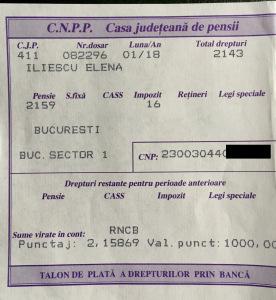 C.N.P.P. Casa judeţeană de pensii
C.J.P. Nr.dosar Luna/An Total drepturi
411 082296 01/18 2143
ILIESCU ELENA
Pensie S.fixă CASS Impozit Reţineri Legi speciale
2159 16
BUCURESTI
BUC. SECTOR 1 CNP: 230030440
Drepturi restante pentru perioade anterioare
Pensie CASS Impozit Legi speciale
Sume virate in cont: RNCB
Punctaj: 2,15869 Val. punct: 1000,00
TALON DE PLATĂ A DREPTURILOR PRIN BANCĂ